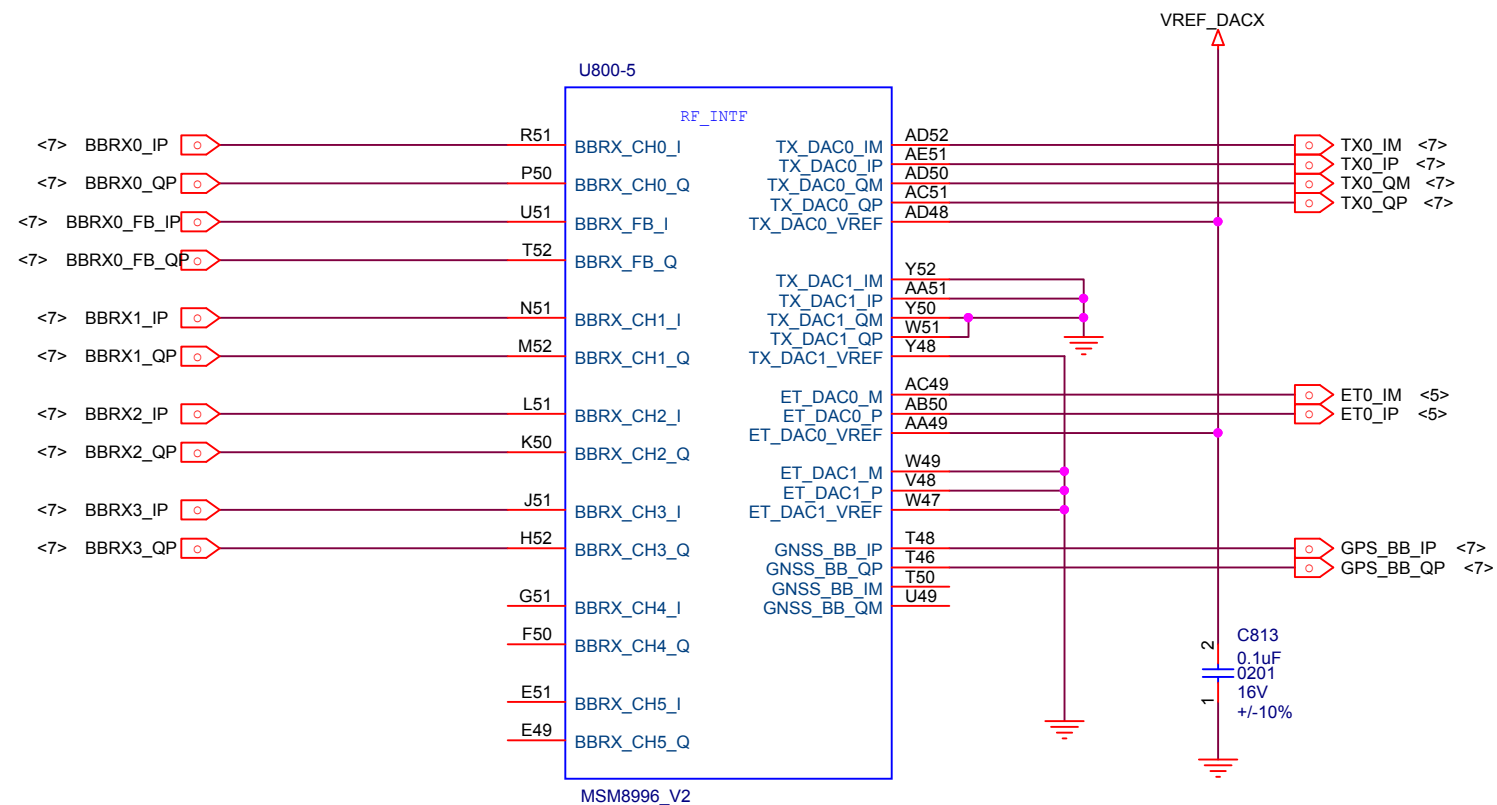 VREF_DACX
U800-5
RF_INTF
<7> BBRX0_IP R51 BBRX_CH0_I
<7> BBRX0_QP P50 BBRX_CH0_Q
<7> BBRX0_FB_IP U51 BBRX_FB_I
<7> BBRX0_FB_QP T52 BBRX_FB_Q
<7> BBRX1_IP N51 BBRX_CH1_I
<7> BBRX1_QP M52 BBRX_CH1_Q
<7> BBRX2_IP L51 BBRX_CH2_I
<7> BBRX2_QP K50 BBRX_CH2_Q
<7> BBRX3_IP J51 BBRX_CH3_I
<7> BBRX3_QP H52 BBRX_CH3_Q
G51 BBRX_CH4_I
F50 BBRX_CH4_Q
E51 BBRX_CH5_I
E49 BBRX_CH5_Q
TX_DAC0_IM AD52 TX0_IM <7>
TX_DAC0_IP AE51 TX0_IP <7>
TX_DAC0_QM AD50 TX0_QM <7>
TX_DAC0_QP AC51 TX0_QP <7>
TX_DAC0_VREF AD48
TX_DAC1_IM Y52
TX_DAC1_IP AA51
TX_DAC1_QM Y50
TX_DAC1_QP W51
TX_DAC1_VREF Y48
ET_DAC0_M AC49 ET0_IM <5>
ET_DAC0_P AB50 ET0_IP <5>
ET_DAC0_VREF AA49
ET_DAC1_M W49
ET_DAC1_P V48
ET_DAC1_VREF W47
GNSS_BB_IP T48 GPS_BB_IP <7>
GNSS_BB_QP T46 GPS_BB_QP <7>
GNSS_BB_IM T50
GNSS_BB_QM U49
2
C813
0.1uF
0201
16V
1
+/-10%
MSM8996_V2